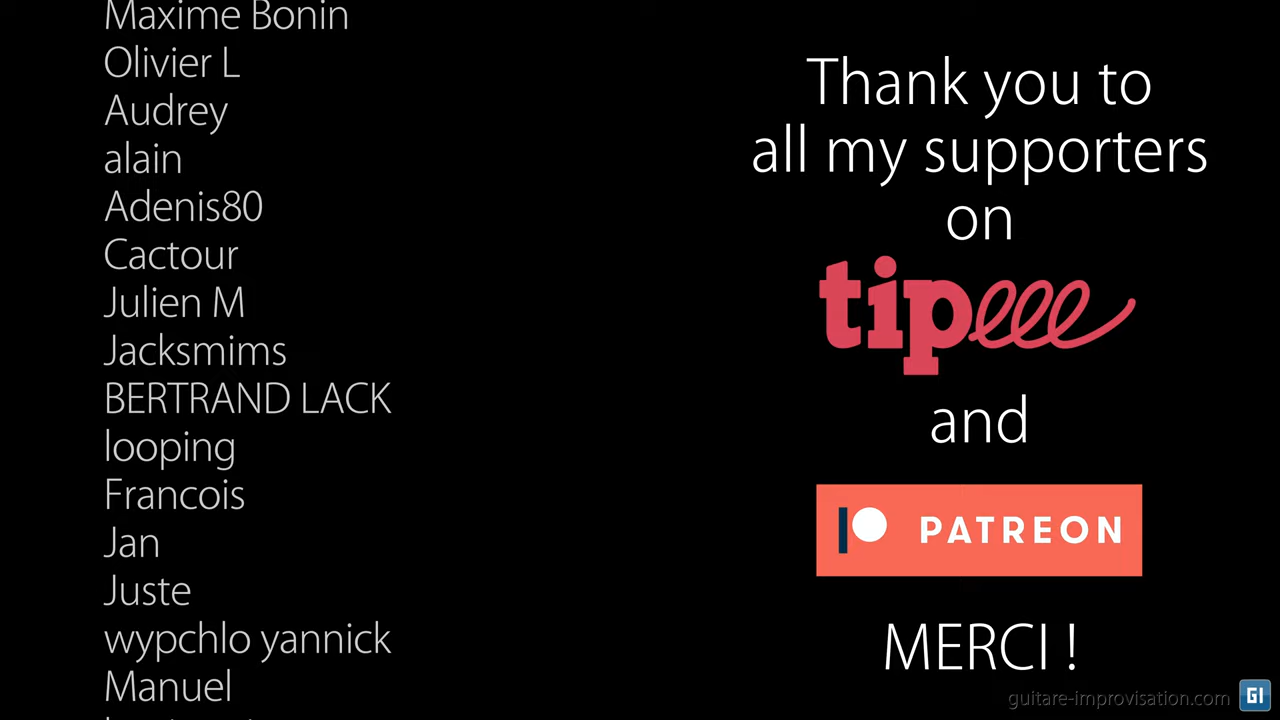 Maxime Bonin
Olivier L
Audrey
alain
Adenis80
Cactour
Julien M
Jacksmims
BERTRAND LACK
looping
Francois
Jan
Juste
wypchlo yannick
Manuel
Thank you to
all my supporters
on
tipeee
and
PATREON
MERCI !
guitare-improvisation.com GI